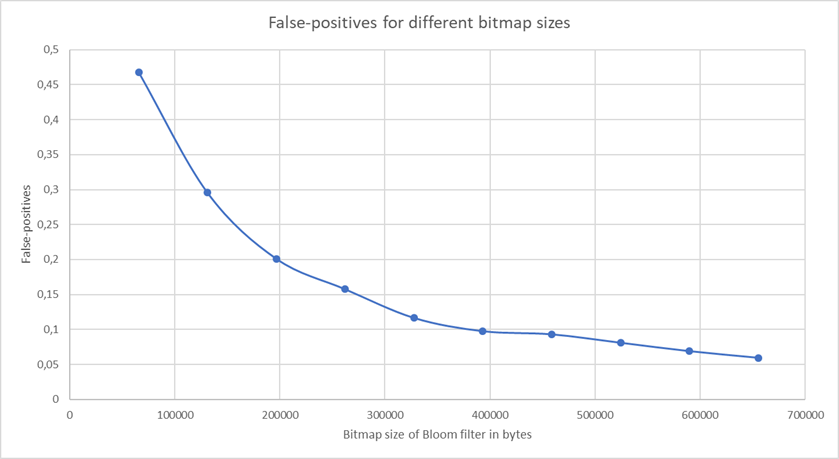 False-positives for different bitmap sizes
0,5
0,45
0,4
0,35
0,3
0,25
0,2
0,15
0,1
0,05
0
False-positives
0 100000 200000 300000 400000 500000 600000 700000
Bitmap size of Bloom filter in bytes